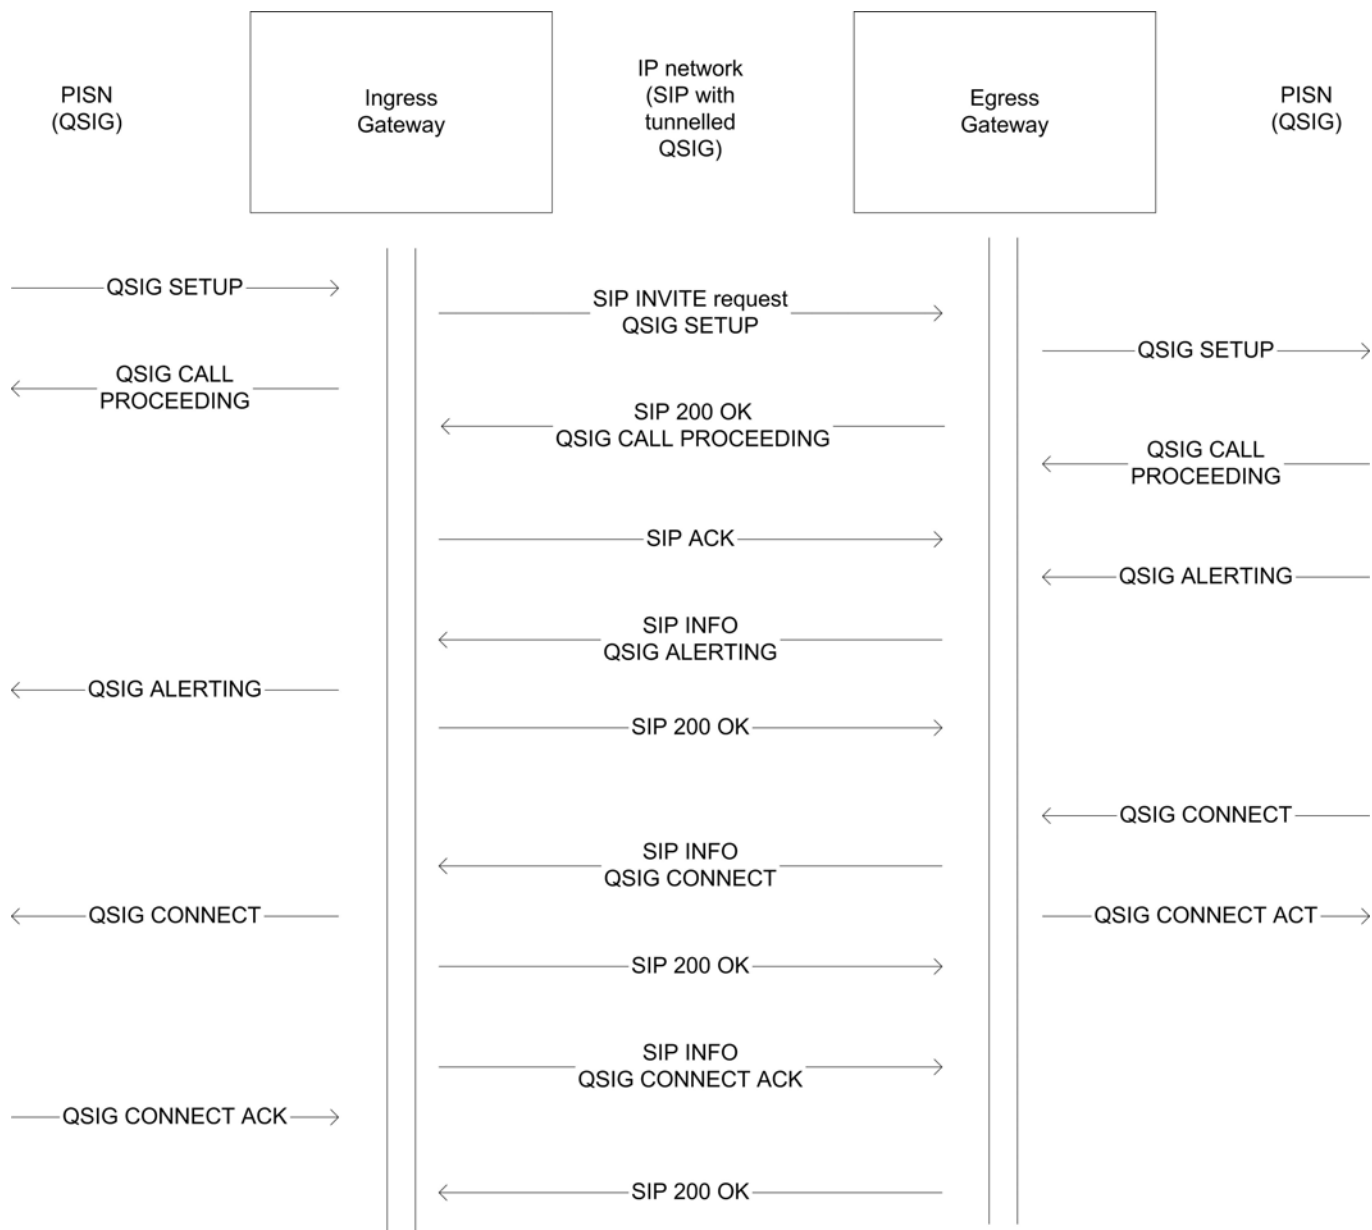 PISN
(QSIG)
Ingress
Gateway
IP network
(SIP with
tunnelled
QSIG)
Egress
Gateway
PISN
(QSIG)
QSIG SETUP
SIP INVITE request
QSIG SETUP
QSIG SETUP
QSIG CALL
PROCEEDING
SIP 200 OK
QSIG CALL PROCEEDING
QSIG CALL
PROCEEDING
SIP ACK
QSIG ALERTING
SIP INFO
QSIG ALERTING
QSIG ALERTING
SIP 200 OK
QSIG CONNECT
SIP INFO
QSIG CONNECT
QSIG CONNECT
QSIG CONNECT ACT
SIP 200 OK
SIP INFO
QSIG CONNECT ACK
QSIG CONNECT ACK
SIP 200 OK